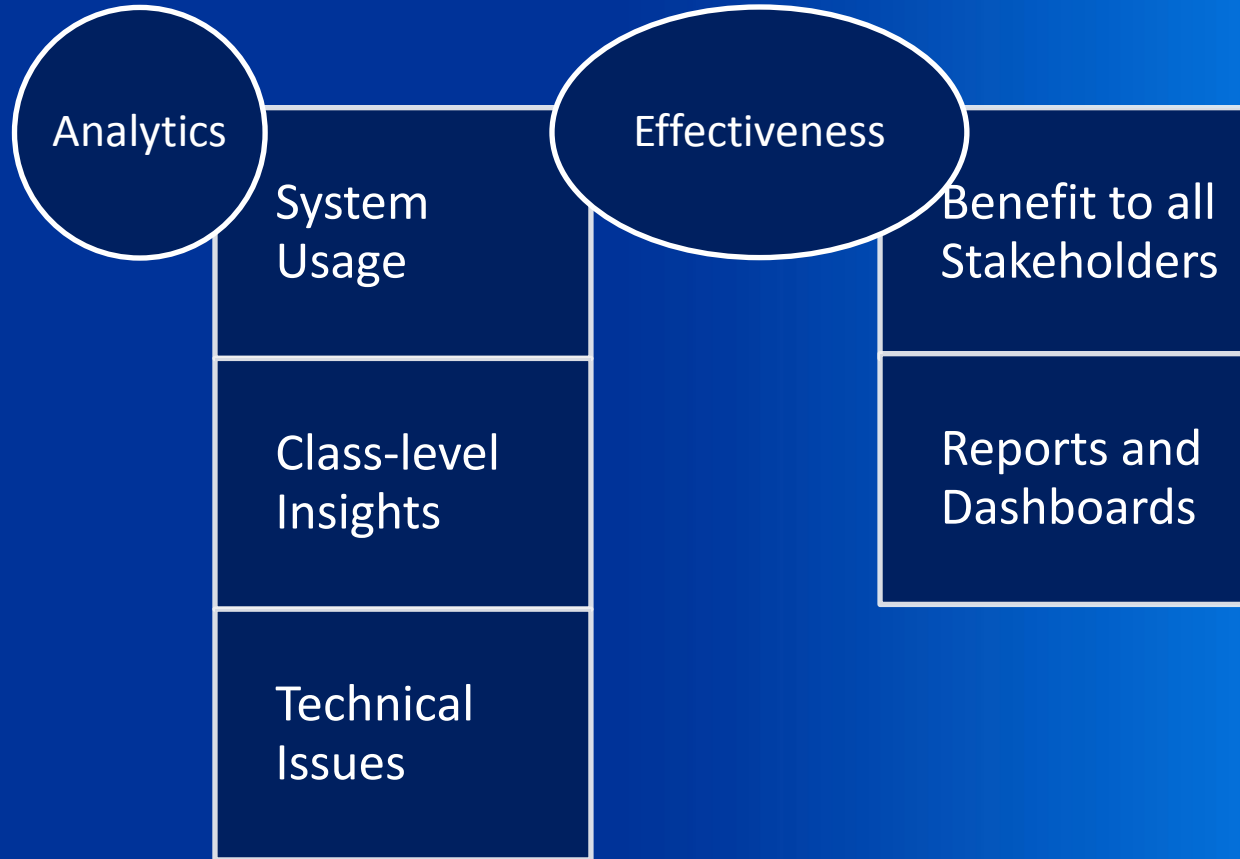 Analytics
System
Usage
Class-level
Insights
Technical
Issues
Effectiveness
Benefit to all
Stakeholders
Reports and
Dashboards